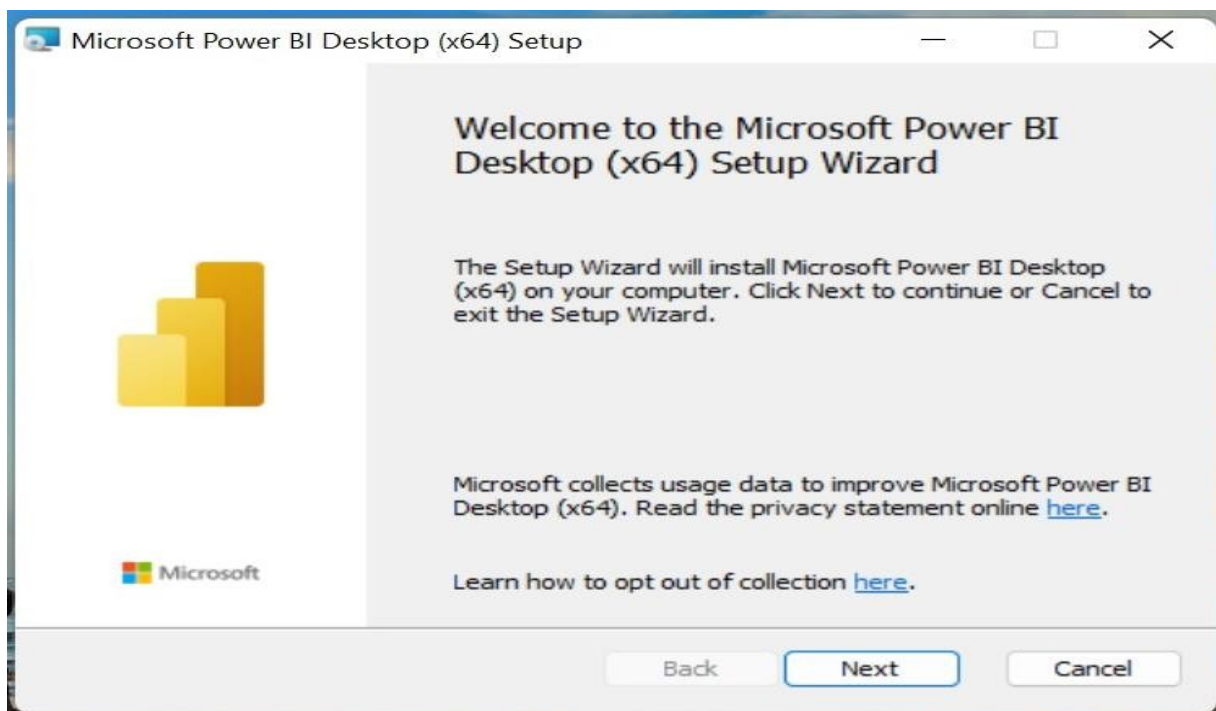 Microsoft Power BI Desktop (x64) Setup
Welcome to the Microsoft Power BI
Desktop (x64) Setup Wizard
The Setup Wizard will install Microsoft Power BI Desktop
(x64) on your computer. Click Next to continue or Cancel to
exit the Setup Wizard.
Microsoft collects usage data to improve Microsoft Power BI
Desktop (x64). Read the privacy statement online here.
Microsoft
Learn how to opt out of collection here.
Back Next Cancel